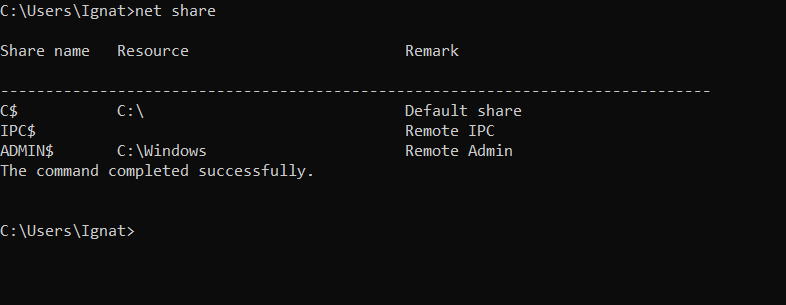 C:\Users\Ignat>net share
Share name   Resource                        Remark
-------------------------------------------------------------------------------
C$           C:\                             Default share
IPC$                                         Remote IPC
ADMIN$       C:\Windows                      Remote Admin
The command completed successfully.
C:\Users\Ignat>